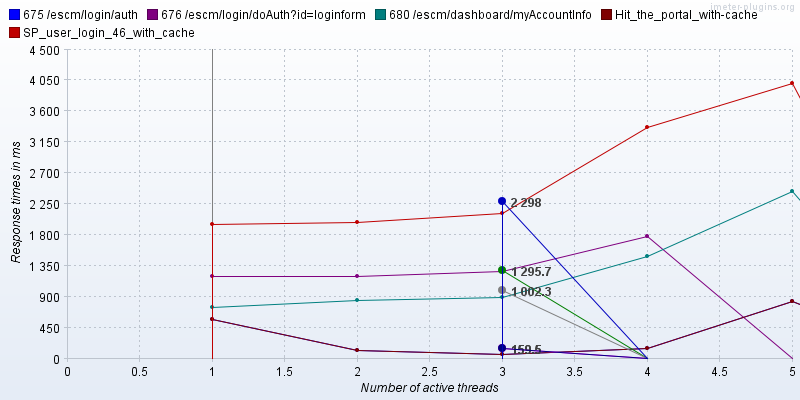 jmeter-plugins.org
675 /escm/login/auth 676 /escm/login/doAuth?id=loginform 680 /escm/dashboard/myAccountInfo Hit_the_portal_with-cache
SP_user_login_46_with_cache
4 500
4 050
3 600
3 150
2 700
2 250
1 800
1 350
900
450
0
Response times in ms
2 298
1 295.7
1 002.3
159.5
0 0.5 1 1.5 2 2.5 3 3.5 4 4.5 5
Number of active threads